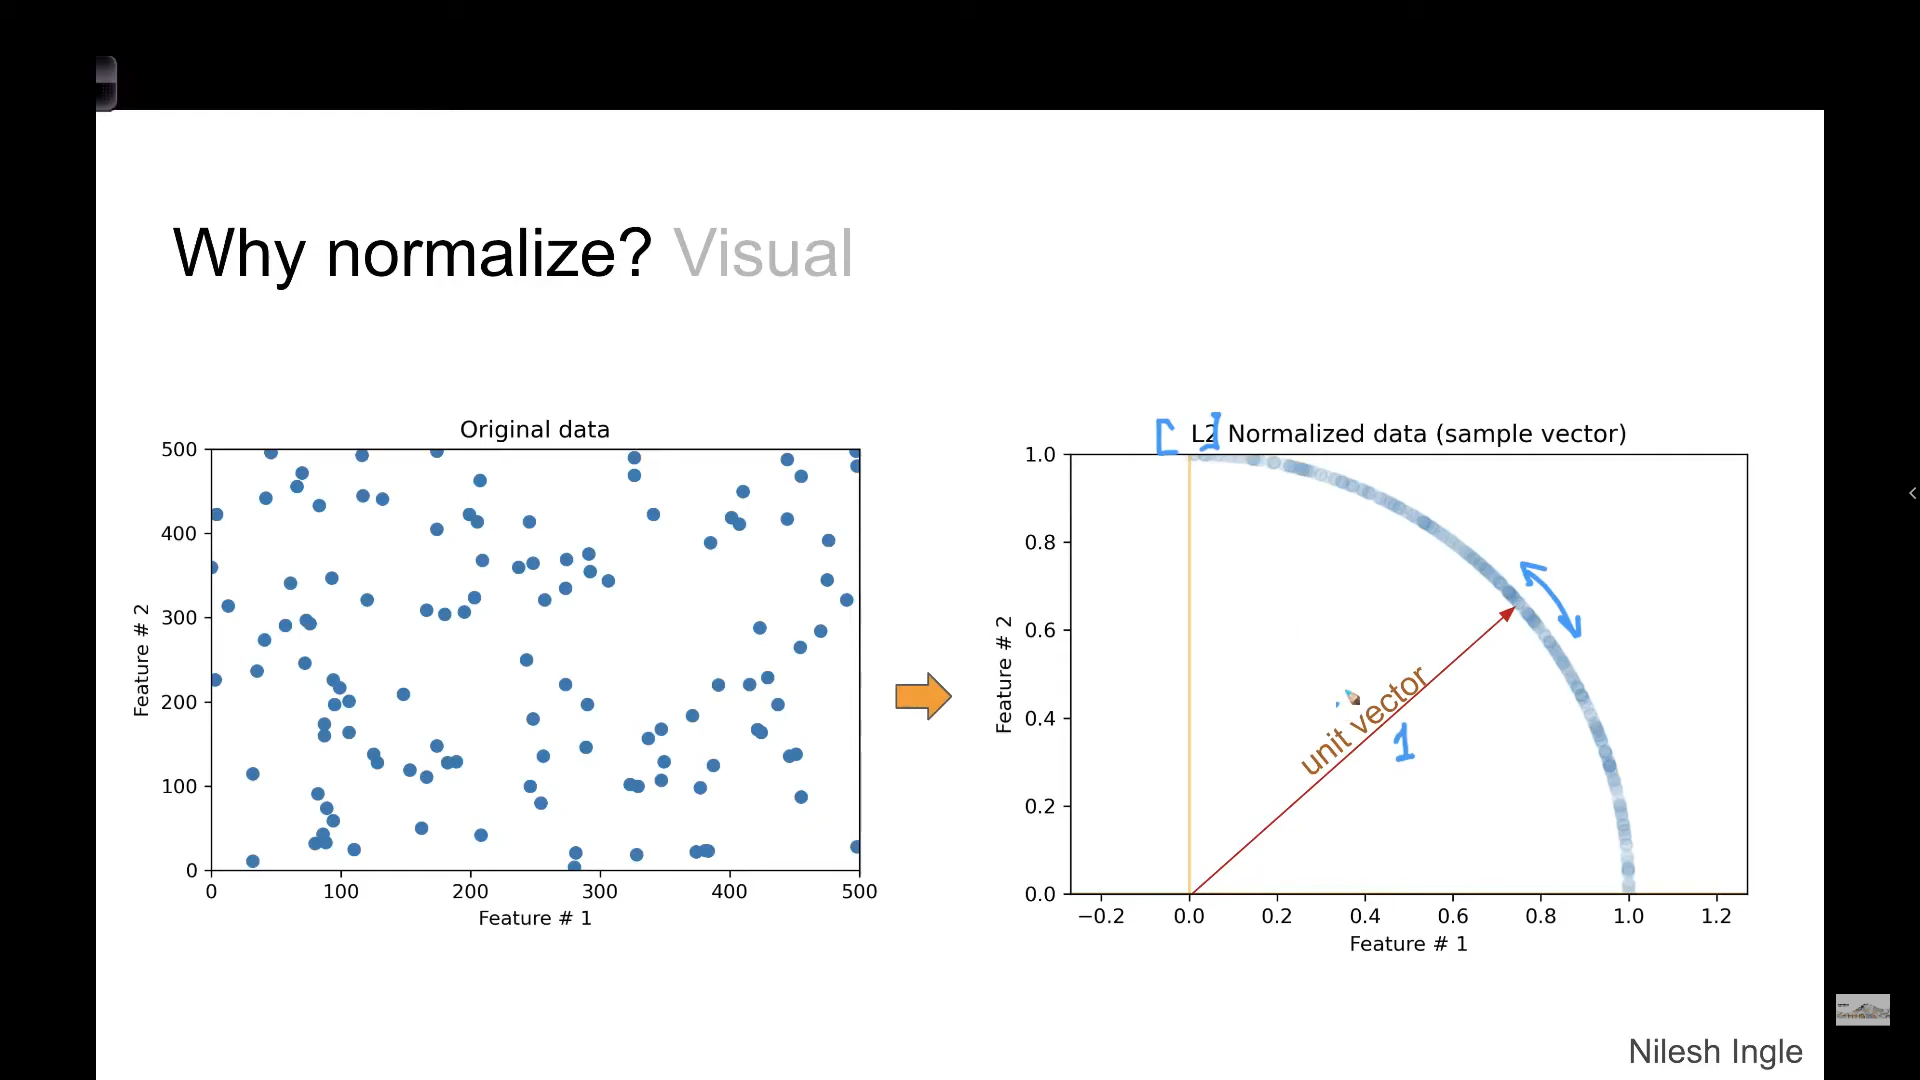 Why normalize? Visual
Original data
500
400
300
200
100
0
Feature # 2
0 100 200 300 400 500
Feature # 1
L2 Normalized data (sample vector)
1.0
0.8
0.6
0.4
0.2
0.0
Feature # 2
unit vector
1
−0.2 0.0 0.2 0.4 0.6 0.8 1.0 1.2
Feature # 1
Nilesh Ingle